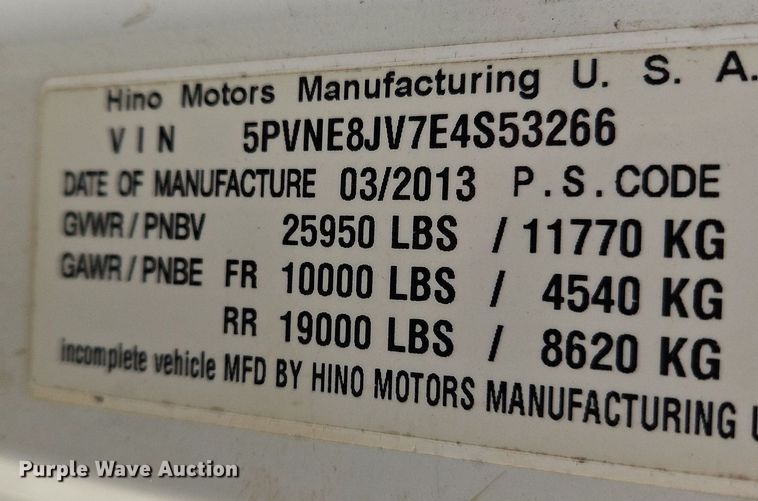 Hino Motors Manufacturing U. S. A.
VIN 5PVNE8JV7E4S53266
DATE OF MANUFACTURE 03/2013 P.S.CODE
GVWR/PNBV 25950 LBS / 11770 KG
GAWR/PNBE FR 10000 LBS / 4540 KG
RR 19000 LBS / 8620 KG
incomplete vehicle MFD BY HINO MOTORS MANUFACTURING U
Purple Wave Auction